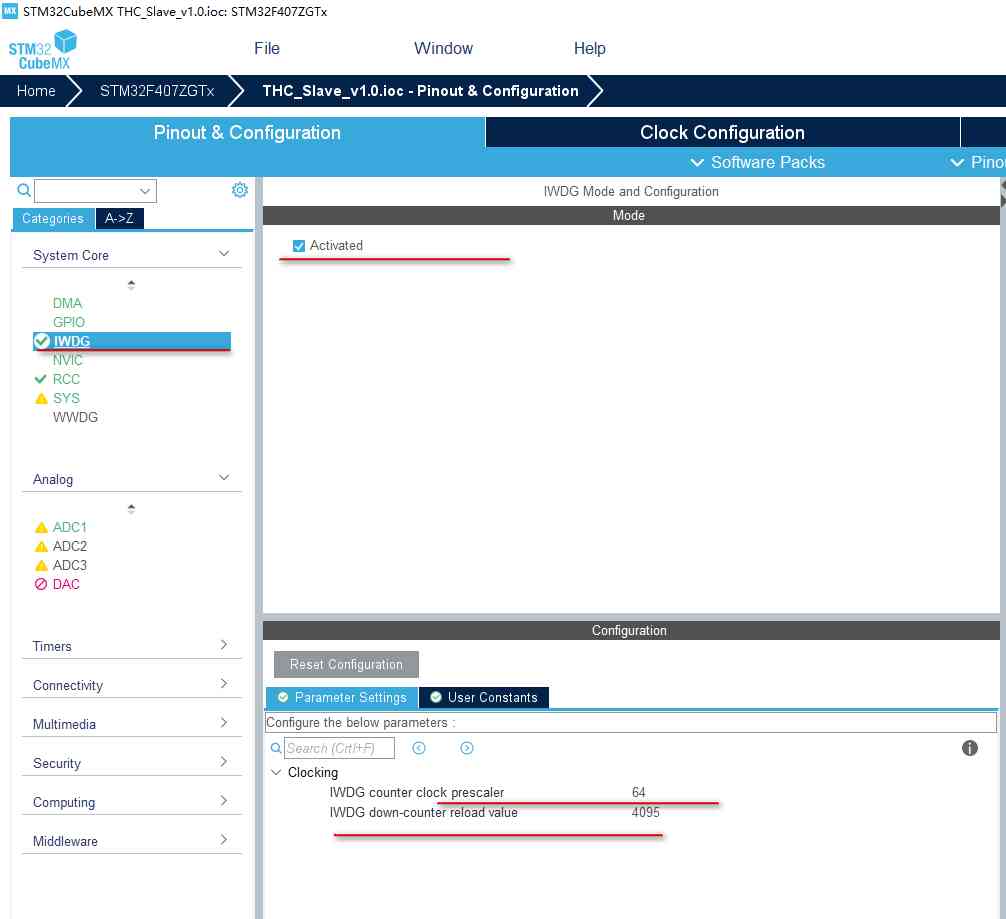 MX STM32CubeMX THC_Slave_v1.0.ioc: STM32F407ZGTx
STM32
CubeMX
File Window Help
Home STM32F407ZGTx THC_Slave_v1.0.ioc - Pinout & Configuration
Pinout & Configuration Clock Configuration
Software Packs Pino
Categories A->Z
System Core
DMA
GPIO
IWDG
NVIC
RCC
SYS
WWDG
Analog
ADC1
ADC2
ADC3
DAC
Timers
Connectivity
Multimedia
Security
Computing
Middleware
IWDG Mode and Configuration
Mode
Activated
Configuration
Reset Configuration
Parameter Settings User Constants
Configure the below parameters :
Search (Crtl+F)
Clocking
IWDG counter clock prescaler 64
IWDG down-counter reload value 4095